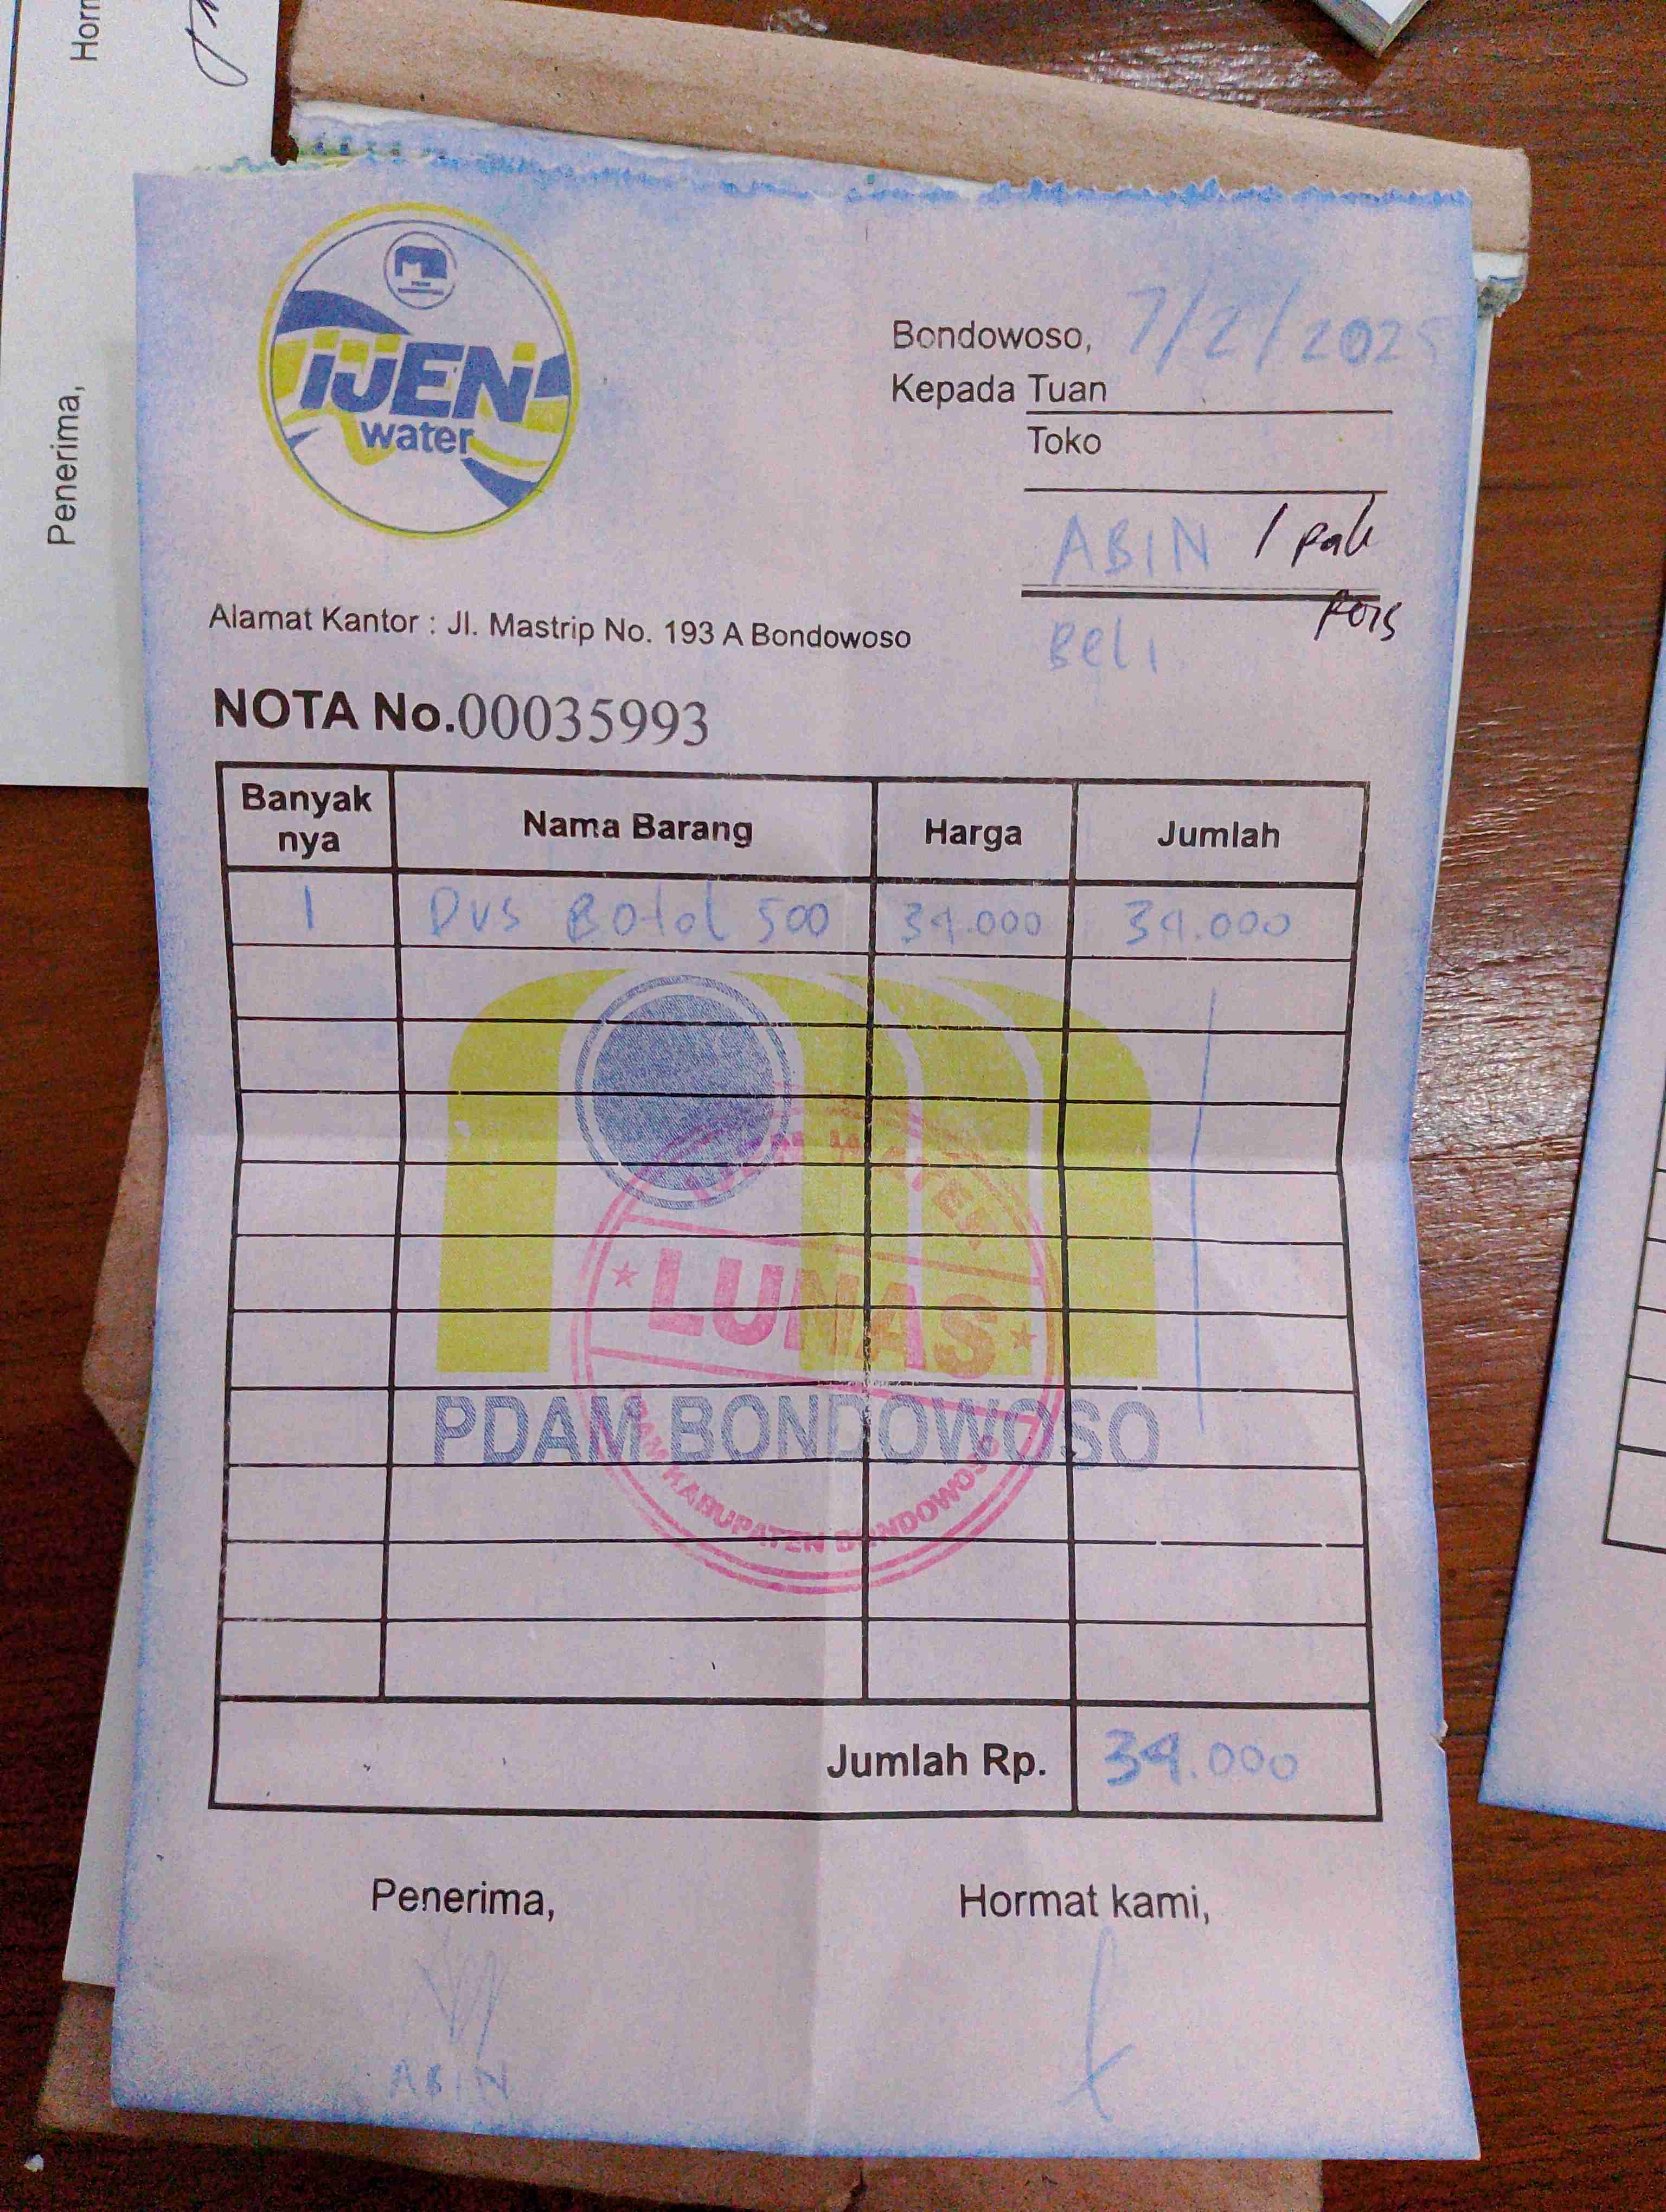 Horm
Penerima,
IJEN
water
Bondowoso, 7/2/2025
Kepada Tuan
Toko
ABIN / pak
Beli
Alamat Kantor : Jl. Mastrip No. 193 A Bondowoso
NOTA No.00035993
Banyak nya Nama Barang Harga Jumlah
1 DUS Botol 500 34.000 34.000
IJEN WATER
LUNAS
PDAM BONDOWOSO
PDAM KABUPATEN BONDOWOSO
Jumlah Rp. 34.000
Penerima, Hormat kami,
ABIN